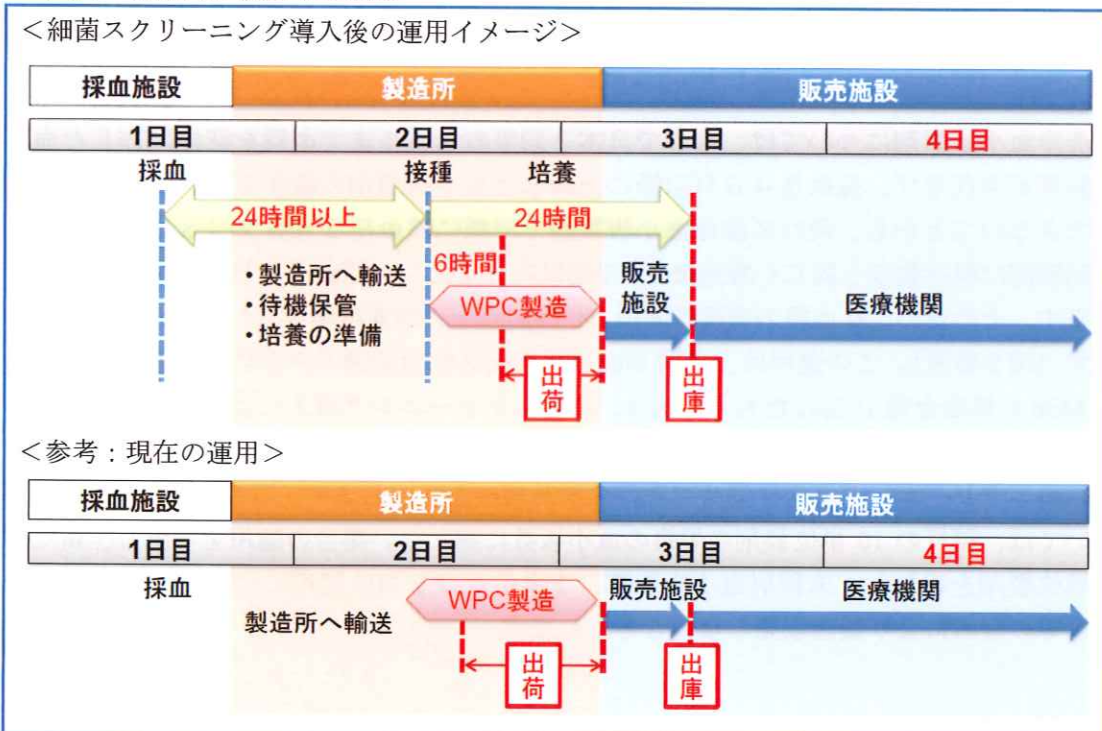 ＜細菌スクリーニング導入後の運用イメージ＞
採血施設 製造所 販売施設
1日目 2日目 3日目 4日目
採血 接種 培養
24時間以上 24時間
6時間
・製造所へ輸送
・待機保管
・培養の準備
WPC製造
販売
施設
医療機関
出荷
出庫
＜参考：現在の運用＞
採血施設 製造所 販売施設
1日目 2日目 3日目 4日目
採血 WPC製造 販売施設 医療機関
製造所へ輸送
出荷
出庫